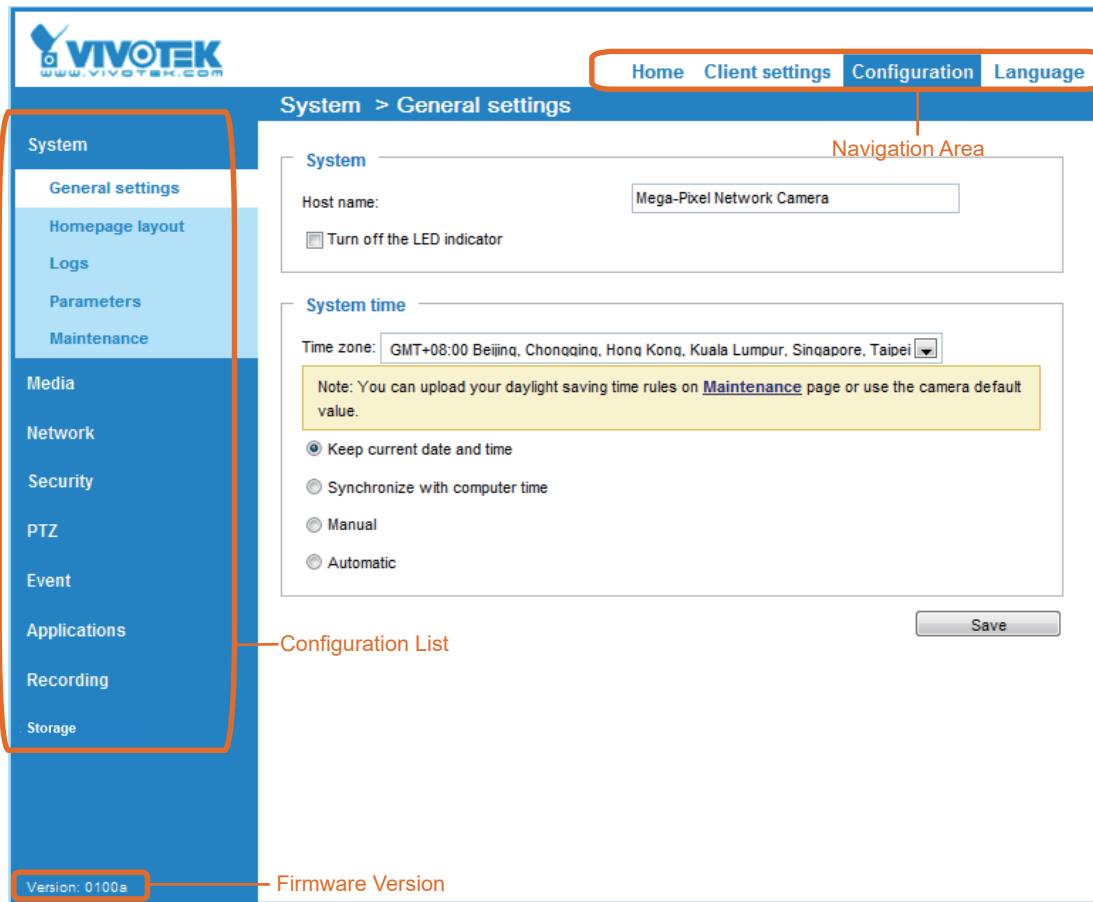 VIVOTEK
www.vivotek.com
Home Client settings Configuration Language
System > General settings
Navigation Area
System
General settings
Homepage layout
Logs
Parameters
Maintenance
Media
Network
Security
PTZ
Event
Applications
Recording
Storage
Version: 0100a
System
Host name: Mega-Pixel Network Camera
Turn off the LED indicator
System time
Time zone: GMT+08:00 Beijing, Chongqing, Hong Kong, Kuala Lumpur, Singapore, Taipei
Note: You can upload your daylight saving time rules on Maintenance page or use the camera default
value.
Keep current date and time
Synchronize with computer time
Manual
Automatic
Save
Configuration List
Firmware Version